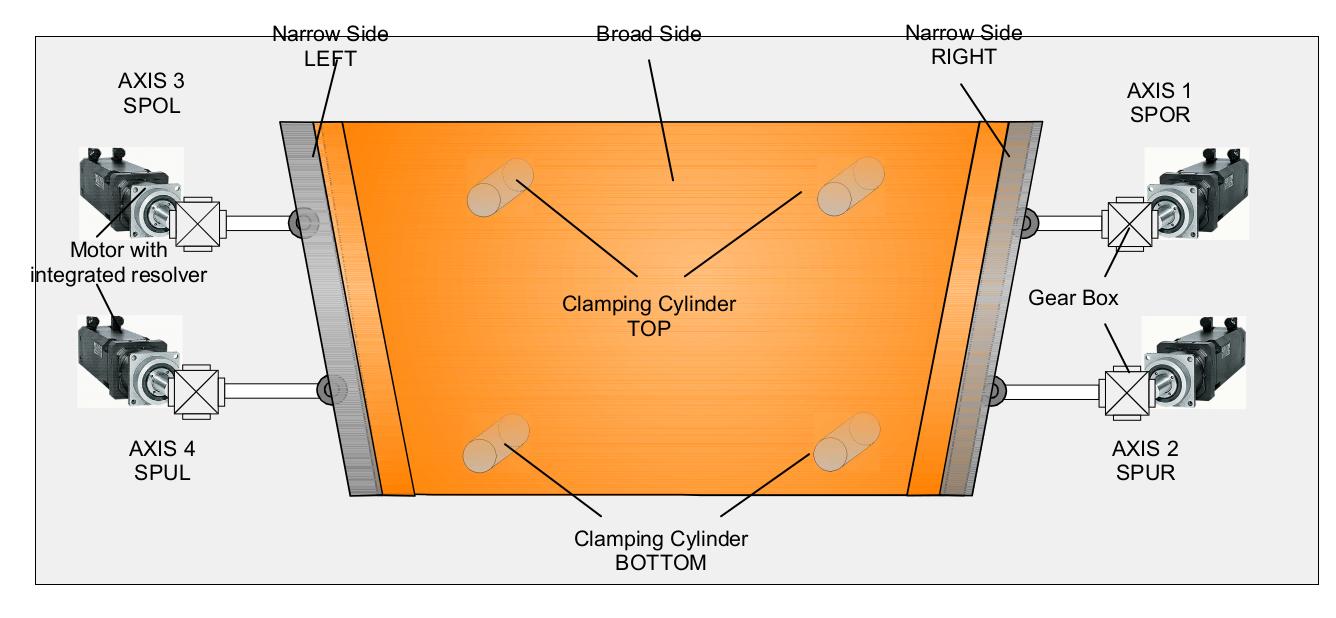 Narrow Side
LEFT
Broad Side
Narrow Side
RIGHT
AXIS 3
SPOL
AXIS 1
SPOR
Motor with
integrated resolver
Clamping Cylinder
TOP
Gear Box
AXIS 4
SPUL
AXIS 2
SPUR
Clamping Cylinder
BOTTOM